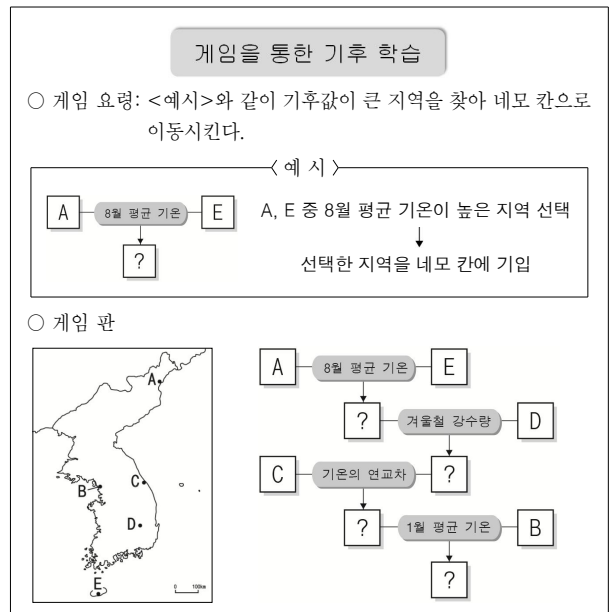 게임을 통한 기후 학습
○ 게임 요령: <예시>와 같이 기후값이 큰 지역을 찾아 네모 칸으로
이동시킨다.
〈 예 시 〉
A 8월 평균 기온 E
?
A, E 중 8월 평균 기온이 높은 지역 선택
선택한 지역을 네모 칸에 기입
○ 게임 판
A
B
C
D
E
0 100km
A 8월 평균 기온 E
? 겨울철 강수량 D
C 기온의 연교차 ?
? 1월 평균 기온 B
?